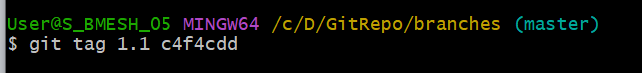 User@S_BMESH_05 MINGW64 /c/D/GitRepo/branches (master)
$ git tag 1.1 c4f4cdd